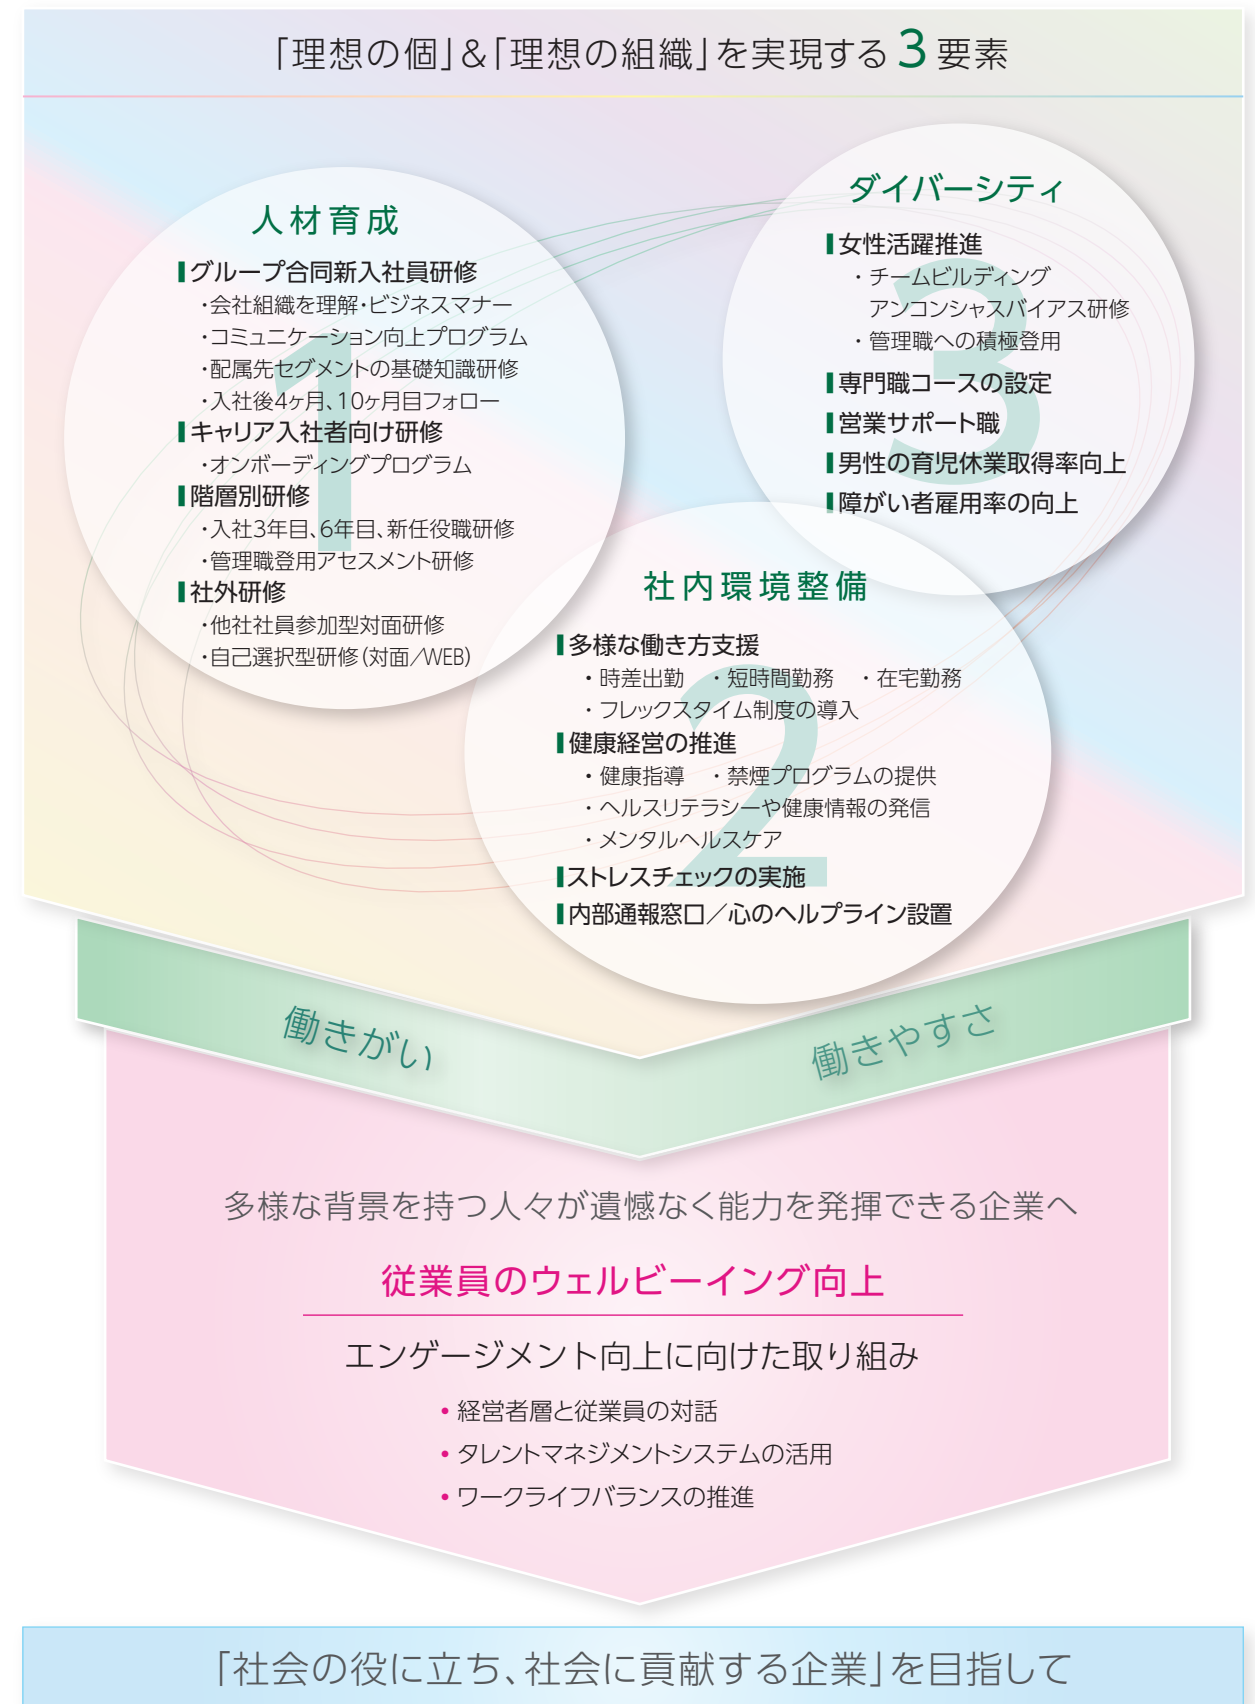 「理想の個」&「理想の組織」を実現する3要素
1
人材育成
▌グループ合同新入社員研修
・会社組織を理解・ビジネスマナー
・コミュニケーション向上プログラム
・配属先セグメントの基礎知識研修
・入社後4ヶ月、10ヶ月目フォロー
▌キャリア入社者向け研修
・オンボーディングプログラム
▌階層別研修
・入社3年目、6年目、新任役職研修
・管理職登用アセスメント研修
▌社外研修
・他社社員参加型対面研修
・自己選択型研修(対面/WEB)
2
社内環境整備
▌多様な働き方支援
・時差出勤 ・短時間勤務 ・在宅勤務
・フレックスタイム制度の導入
▌健康経営の推進
・健康指導 ・禁煙プログラムの提供
・ヘルスリテラシーや健康情報の発信
・メンタルヘルスケア
▌ストレスチェックの実施
▌内部通報窓口/心のヘルプライン設置
3
ダイバーシティ
▌女性活躍推進
・チームビルディング
アンコンシャスバイアス研修
・管理職への積極登用
▌専門職コースの設定
▌営業サポート職
▌男性の育児休業取得率向上
▌障がい者雇用率の向上
働きがい
働きやすさ
多様な背景を持つ人々が遺憾なく能力を発揮できる企業へ
従業員のウェルビーイング向上
エンゲージメント向上に向けた取り組み
• 経営者層と従業員の対話
• タレントマネジメントシステムの活用
• ワークライフバランスの推進
「社会の役に立ち、社会に貢献する企業」を目指して